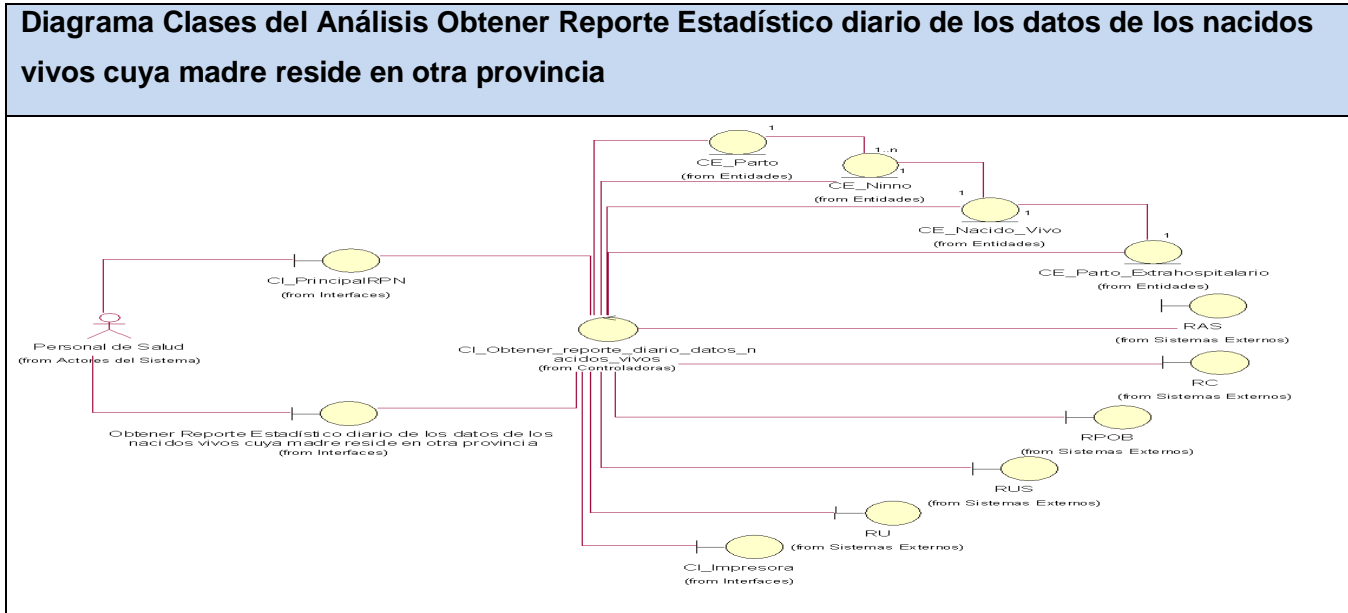 Diagrama Clases del Análisis Obtener Reporte Estadístico diario de los datos de los nacidos
vivos cuya madre reside en otra provincia
1
CE_Parto
(from Entidades)
1..n
1
CE_Ninno
(from Entidades)
1
1
CE_Nacido_Vivo
(from Entidades)
1
CE_Parto_Extrahospitalario
(from Entidades)
CI_PrincipalRPN
(from Interfaces)
Personal de Salud
(from Actores del Sistema)
CI_Obtener_reporte_diario_datos_n
acidos_vivos
(from Controladoras)
RAS
(from Sistemas Externos)
RC
(from Sistemas Externos)
Obtener Reporte Estadístico diario de los datos de los
nacidos vivos cuya madre reside en otra provincia
(from Interfaces)
RPOB
(from Sistemas Externos)
RUS
(from Sistemas Externos)
RU
(from Sistemas Externos)
CI_Impresora
(from Interfaces)